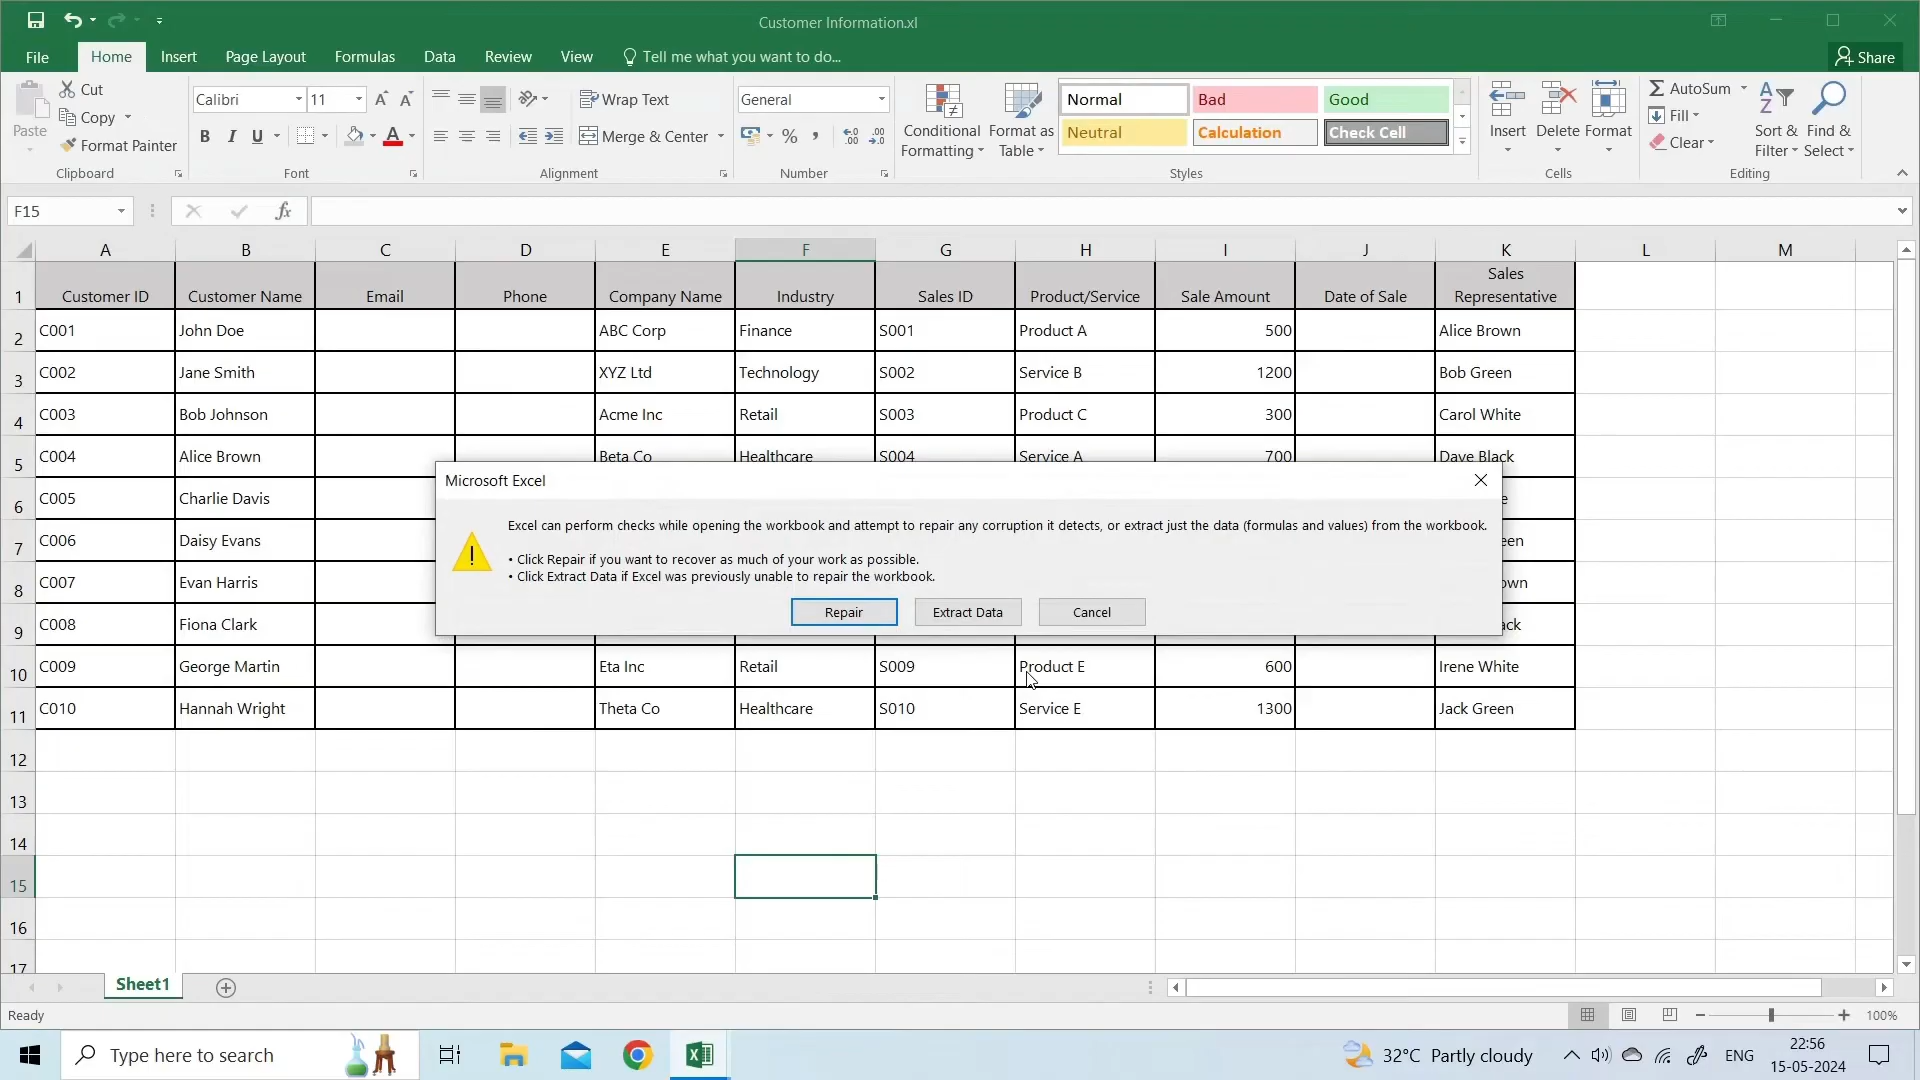 Customer Information.xl
File Home Insert Page Layout Formulas Data Review View Tell me what you want to do... Share
Paste Cut Copy Format Painter Clipboard
Calibri 11 B I U A Font
Wrap Text Merge & Center Alignment
General % , Number
Conditional Formatting Format as Table
Normal Bad Good
Neutral Calculation Check Cell
Styles
Insert Delete Format Cells
AutoSum Fill Clear Sort & Filter Find & Select Editing
F15 fx
A B C D E F G H I J K L M
1 Customer ID Customer Name Email Phone Company Name Industry Sales ID Product/Service Sale Amount Date of Sale Sales Representative
2 C001 John Doe ABC Corp Finance S001 Product A 500 Alice Brown
3 C002 Jane Smith XYZ Ltd Technology S002 Service B 1200 Bob Green
4 C003 Bob Johnson Acme Inc Retail S003 Product C 300 Carol White
5 C004 Alice Brown Beta Co Healthcare S004 Service A 700 Dave Black
Microsoft Excel
Excel can perform checks while opening the workbook and attempt to repair any corruption it detects, or extract just the data (formulas and values) from the workbook.
• Click Repair if you want to recover as much of your work as possible.
• Click Extract Data if Excel was previously unable to repair the workbook.
Repair Extract Data Cancel
6 C005 Charlie Davis
7 C006 Daisy Evans
8 C007 Evan Harris
9 C008 Fiona Clark
10 C009 George Martin Eta Inc Retail S009 Product E 600 Irene White
11 C010 Hannah Wright Theta Co Healthcare S010 Service E 1300 Jack Green
12
13
14
15
16
17
Sheet1
Ready 100%
Type here to search 32°C Partly cloudy ENG 22:56
15-05-2024